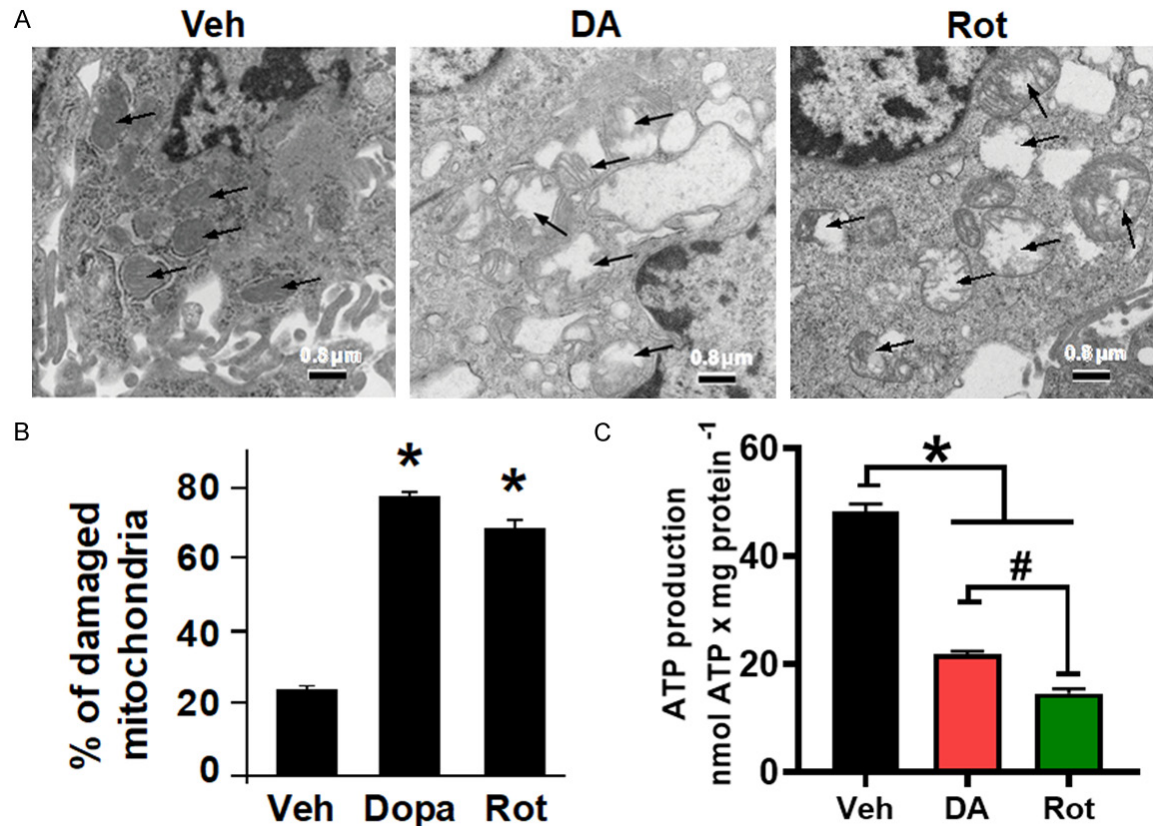 A
Veh
DA
Rot
0.8µm
0.8µm
0.8µm
B
% of damaged
mitochondria
80
60
40
20
0
*
*
Veh
Dopa
Rot
C
ATP production
nmol ATP x mg protein -1
60
40
20
0
*
#
Veh
DA
Rot